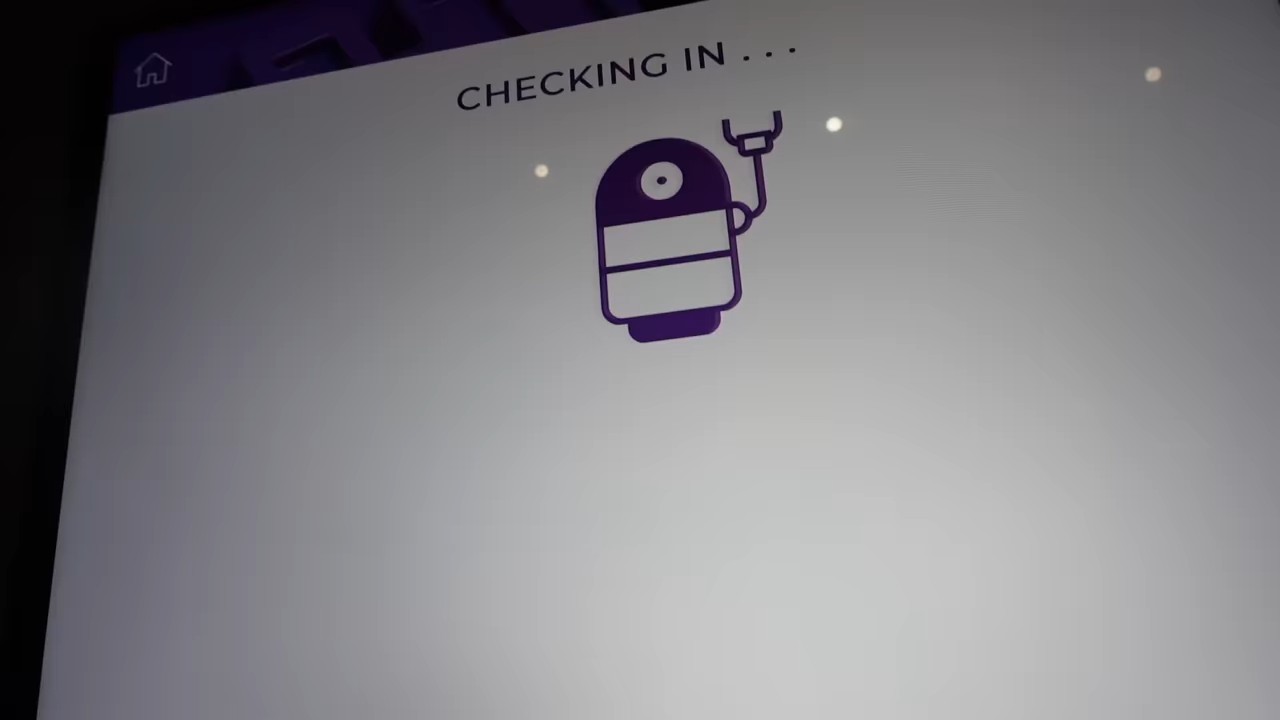 CHECKING IN . . .